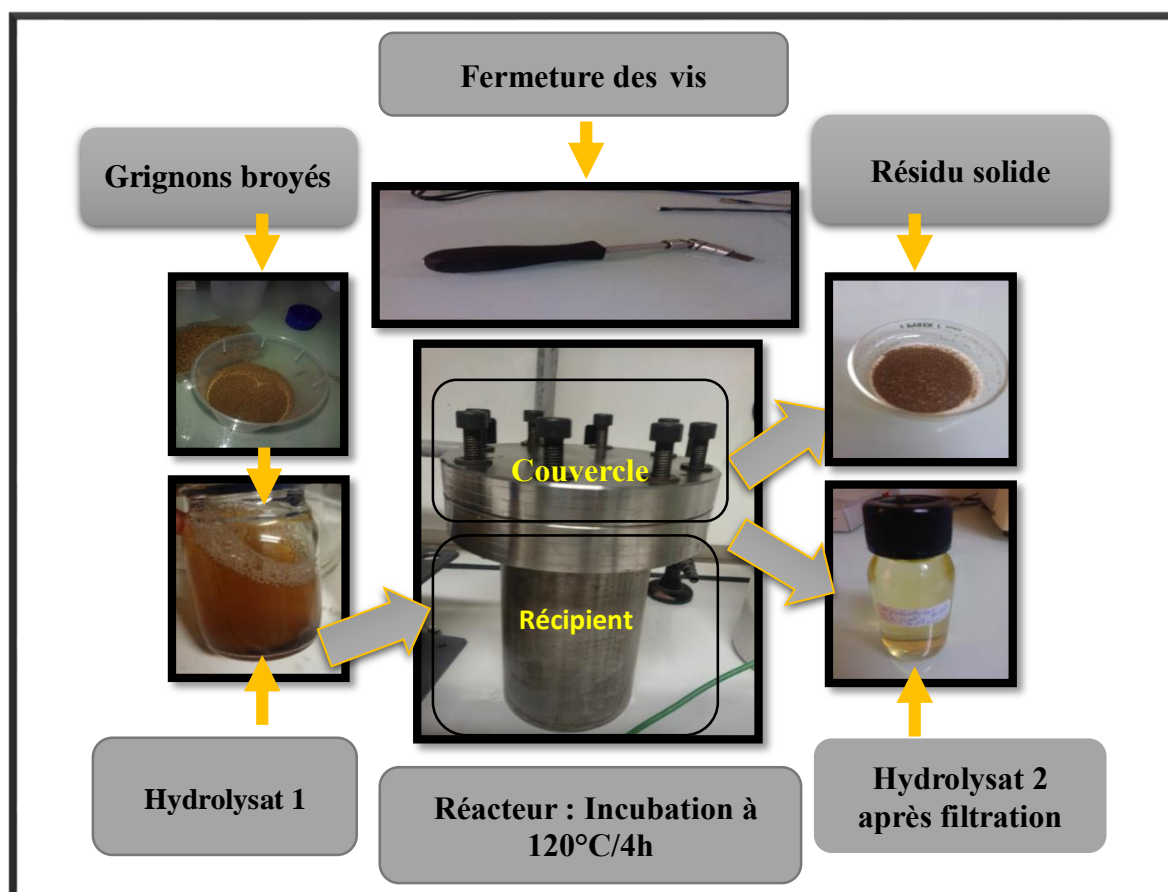 Fermeture des vis
Grignons broyés
Résidu solide
Couvercle
Récipient
Hydrolysat 1
Réacteur : Incubation à
120°C/4h
Hydrolysat 2
après filtration